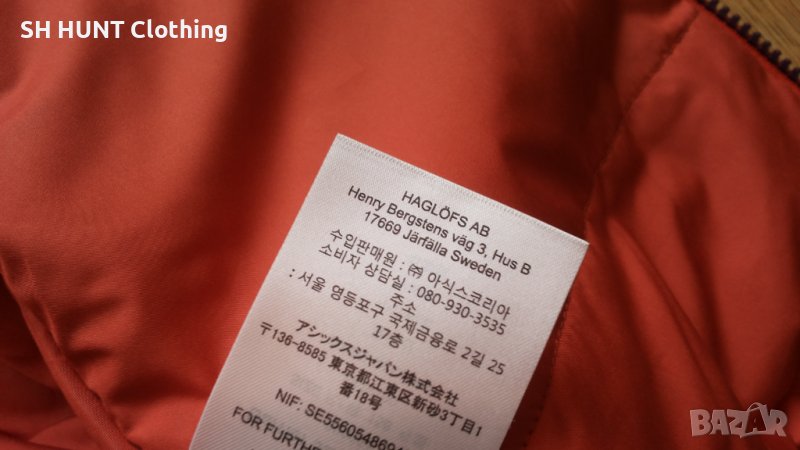 SH HUNT Clothing
HAGLÖFS AB
Henry Bergstens väg 3, Hus B
17669 Järfälla Sweden
수입판매원 : ㈜ 아식스코리아
소비자 상담실 : 080-930-3535
주소
: 서울 영등포구 국제금융로 2길 25
17층
アシックスジャパン株式会社
〒136-8585 東京都江東区新砂3丁目1
番18号
NIF: SE5560548694
FOR FURTHER
BAZAR